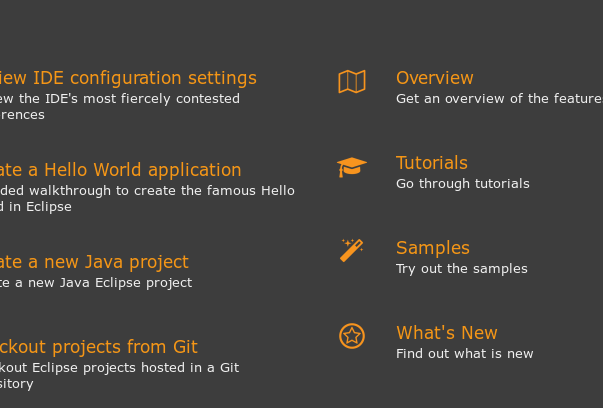 iew IDE configuration settings
ew the IDE's most fiercely contested
rences
ate a Hello World application
ded walkthrough to create the famous Hello
d in Eclipse
ate a new Java project
te a new Java Eclipse project
ckout projects from Git
kout Eclipse projects hosted in a Git
sitory
Overview
Get an overview of the features
Tutorials
Go through tutorials
Samples
Try out the samples
What's New
Find out what is new